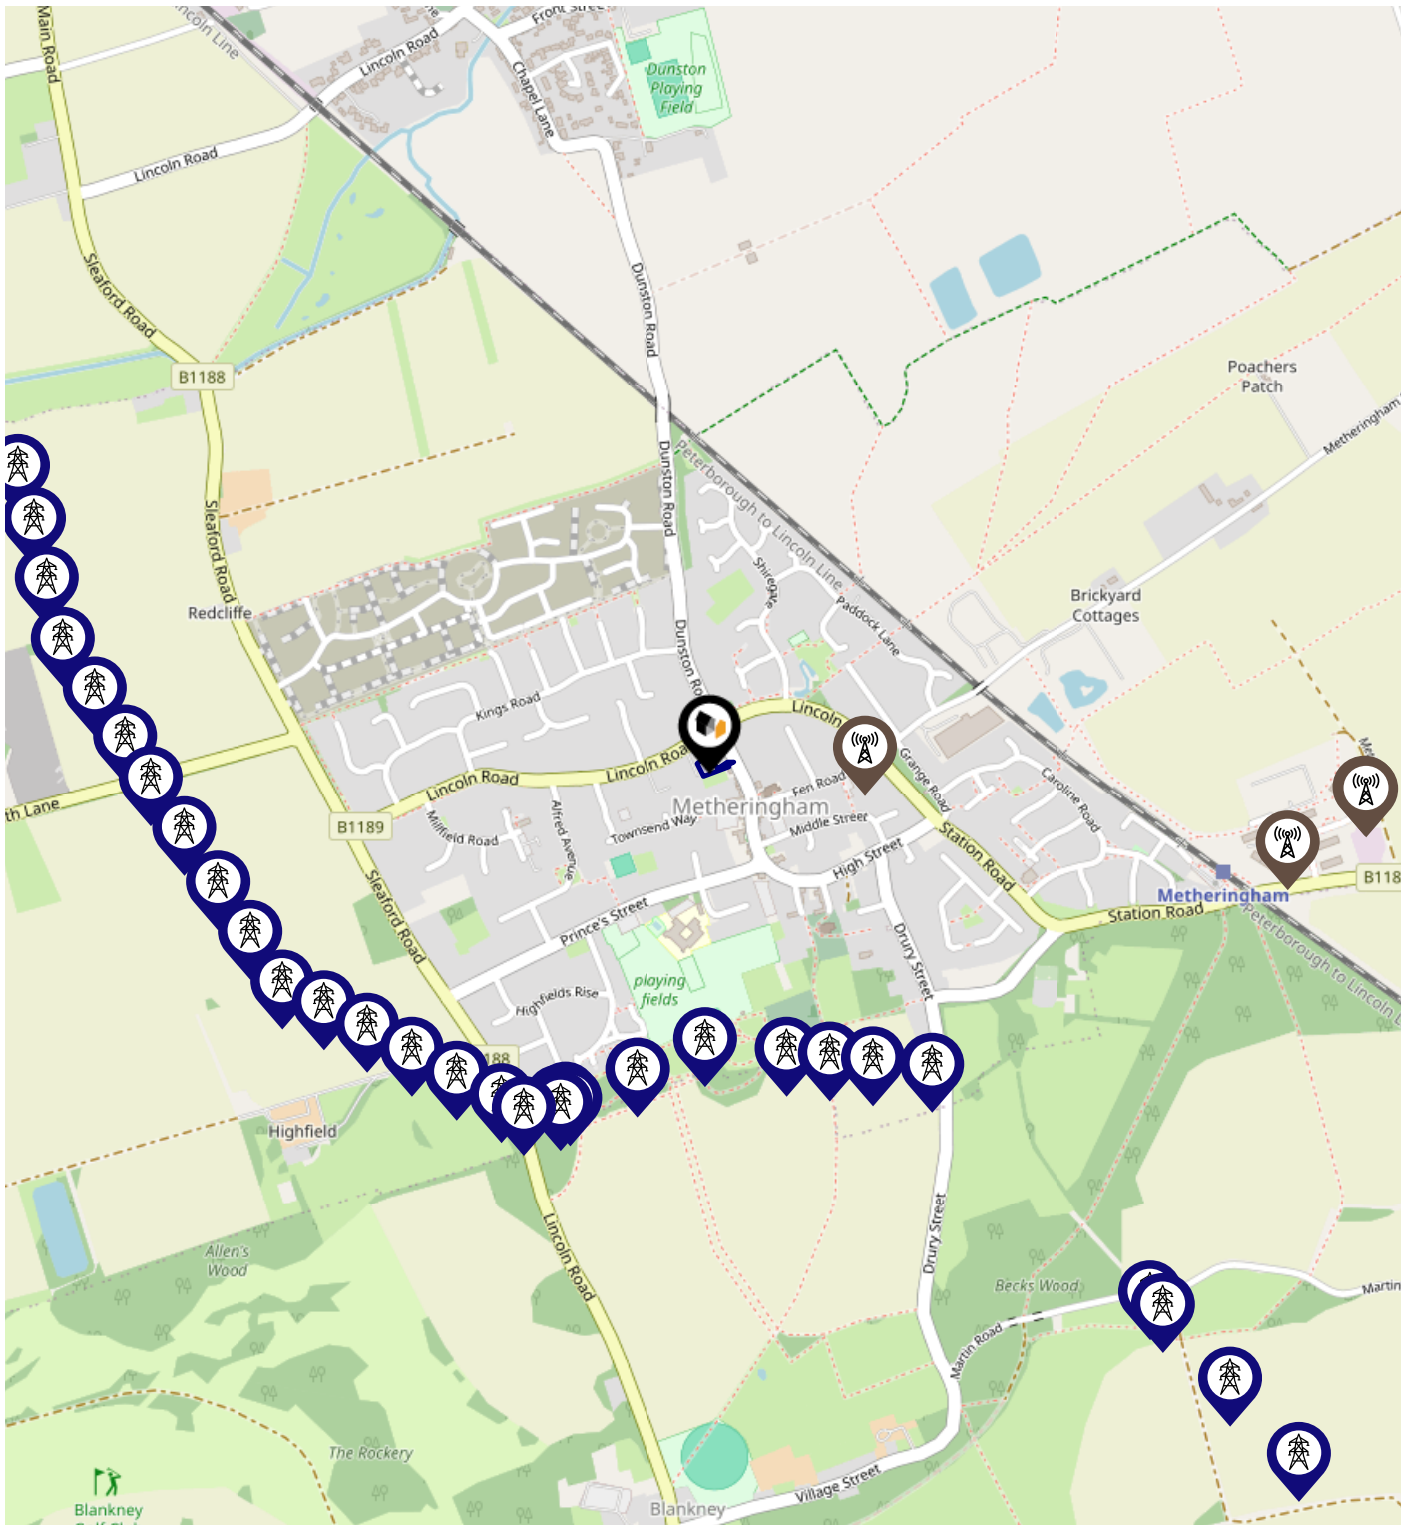 Main Road
Lincoln Line
Lincoln Road
Front Stre
Chapel Lane
Dunston
Playing
Field
Lincoln Road
Sleaford Road
Dunston Road
B1188
Poachers
Patch
Metheringham
Peterborough to Lincoln Line
Dunston Road
Sleaford Road
Shiregate
Redcliffe
Paddock Lane
Brickyard
Cottages
Dunston Roa
Kings Road
Lincoln
Lincoln Roa
Lincoln Road
Grange Road
Fen Road
Caroline Road
th Lane
B1189
Metheringham
Millfield Road
Alfred Avenue
Townsend Way
Middle Street
High Street
Station Road
Sleaford Road
Prince's Street
Metheringham
B118
Station Road
Drury Street
Peterborough to Lincoln L
playing
fields
Highfields Rise
188
Highfield
Allen's
Wood
Lincoln Road
Drury Street
Becks Wood
Martin
Martin Road
The Rockery
Village Street
Blankney
Blankney